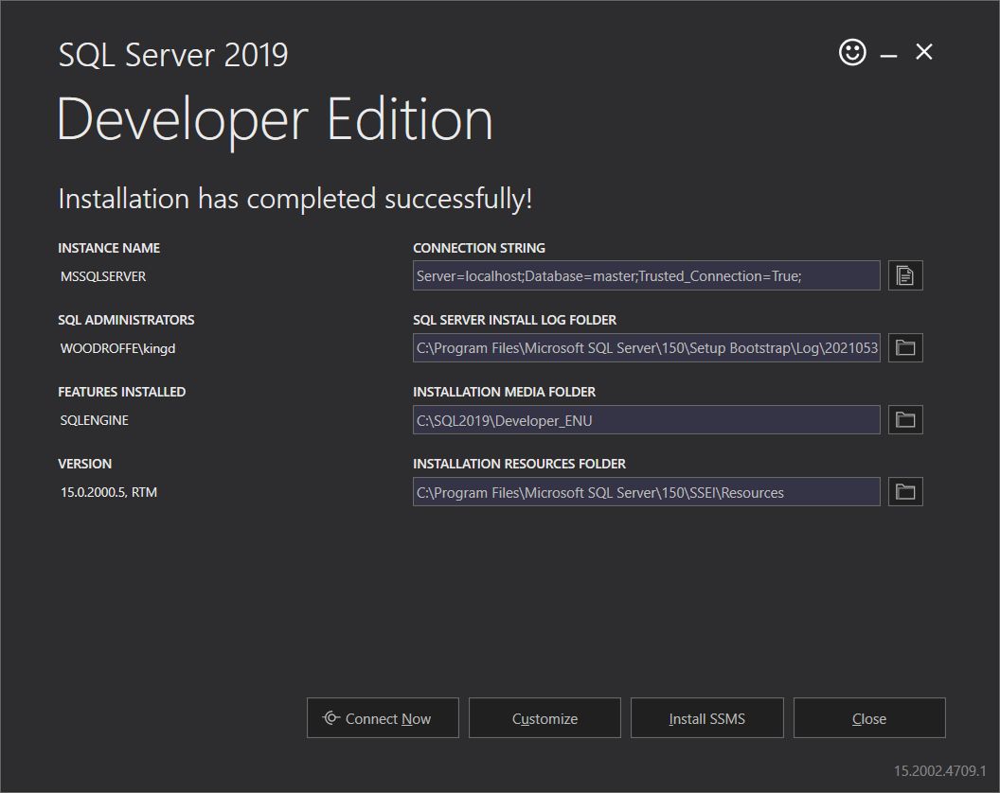 SQL Server 2019
Developer Edition
Installation has completed successfully!
INSTANCE NAME
MSSQLSERVER
CONNECTION STRING
Server=localhost;Database=master;Trusted_Connection=True;
SQL ADMINISTRATORS
WOODROFFE\kingd
SQL SERVER INSTALL LOG FOLDER
C:\Program Files\Microsoft SQL Server\150\Setup Bootstrap\Log\2021053
FEATURES INSTALLED
SQLENGINE
INSTALLATION MEDIA FOLDER
C:\SQL2019\Developer_ENU
VERSION
15.0.2000.5, RTM
INSTALLATION RESOURCES FOLDER
C:\Program Files\Microsoft SQL Server\150\SSEI\Resources
Connect Now
Customize
Install SSMS
Close
15.2002.4709.1